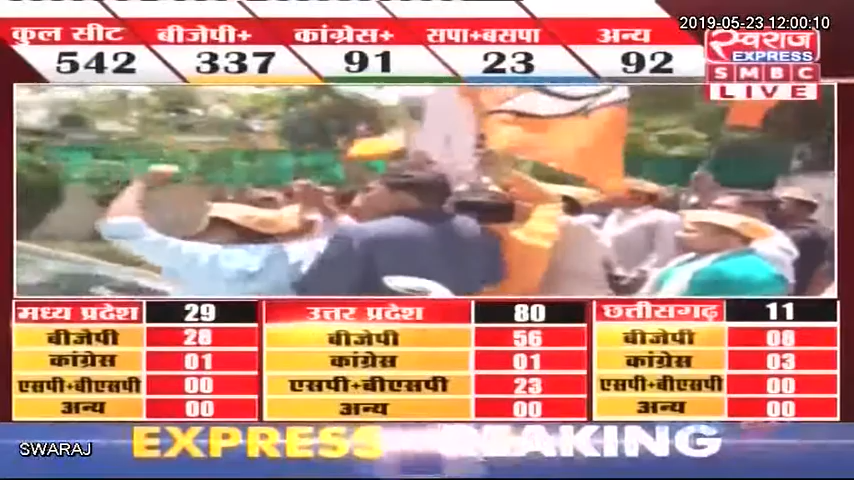 2019-05-23 12:00:10
कुल सीट बीजेपी+ कांग्रेस+ सपा+बसपा अन्य
542 337 91 23 92
स्वराज
EXPRESS
SMBC
LIVE
मध्य प्रदेश 29
बीजेपी 28
कांग्रेस 01
एसपी+बीएसपी 00
अन्य 00
उत्तर प्रदेश 80
बीजेपी 56
कांग्रेस 01
एसपी+बीएसपी 23
अन्य 00
छत्तीसगढ़ 11
बीजेपी 08
कांग्रेस 03
एसपी+बीएसपी 00
अन्य 00
SWARAJ
EXPRESS BREAKING